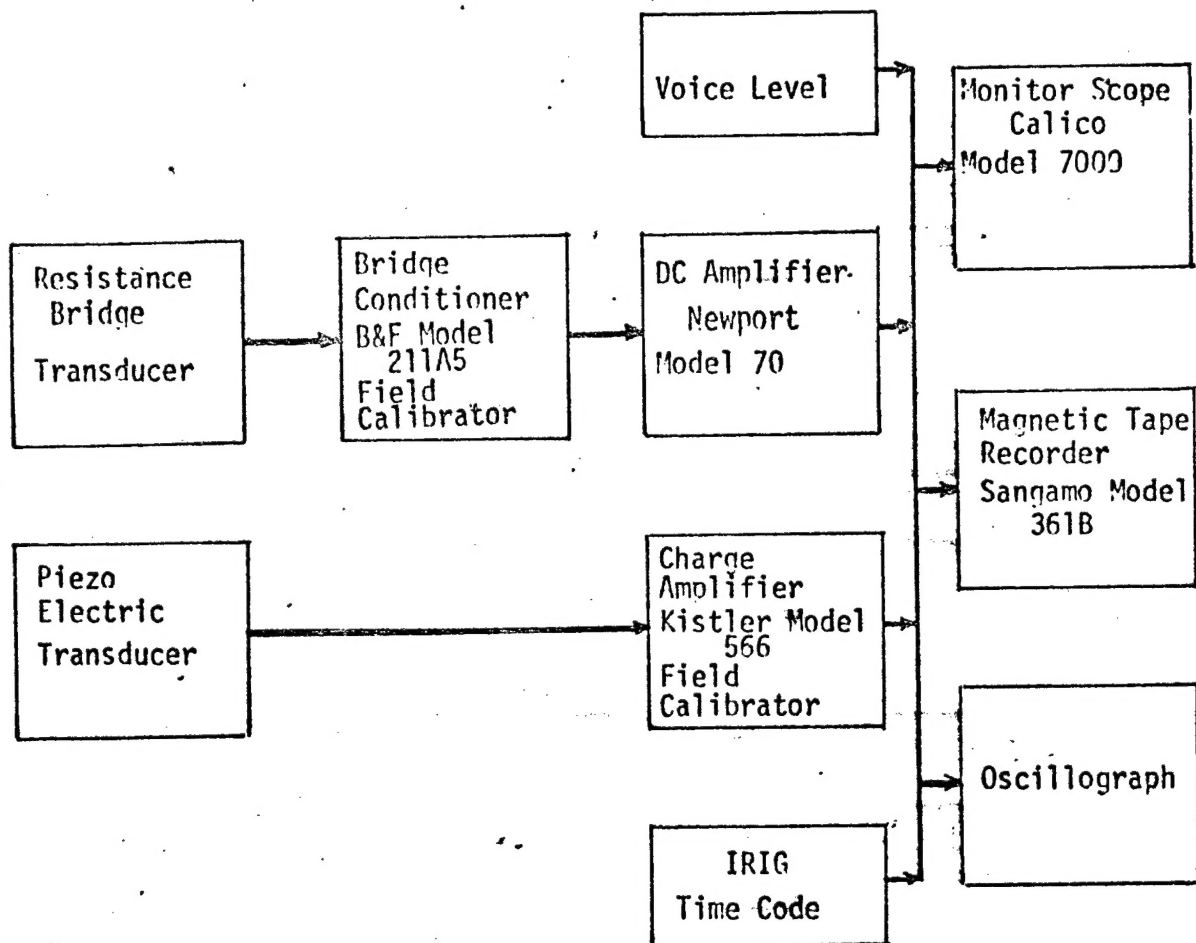 Voice Level
Monitor Scope
Calico
Model 7000
Resistance
Bridge
Transducer
Bridge
Conditioner
B&F Model
211A5
Field
Calibrator
DC Amplifier
Newport
Model 70
Magnetic Tape
Recorder
Sangamo Model
361B
Piezo
Electric
Transducer
Charge
Amplifier
Kistler Model
566
Field
Calibrator
Oscillograph
IRIG
Time Code